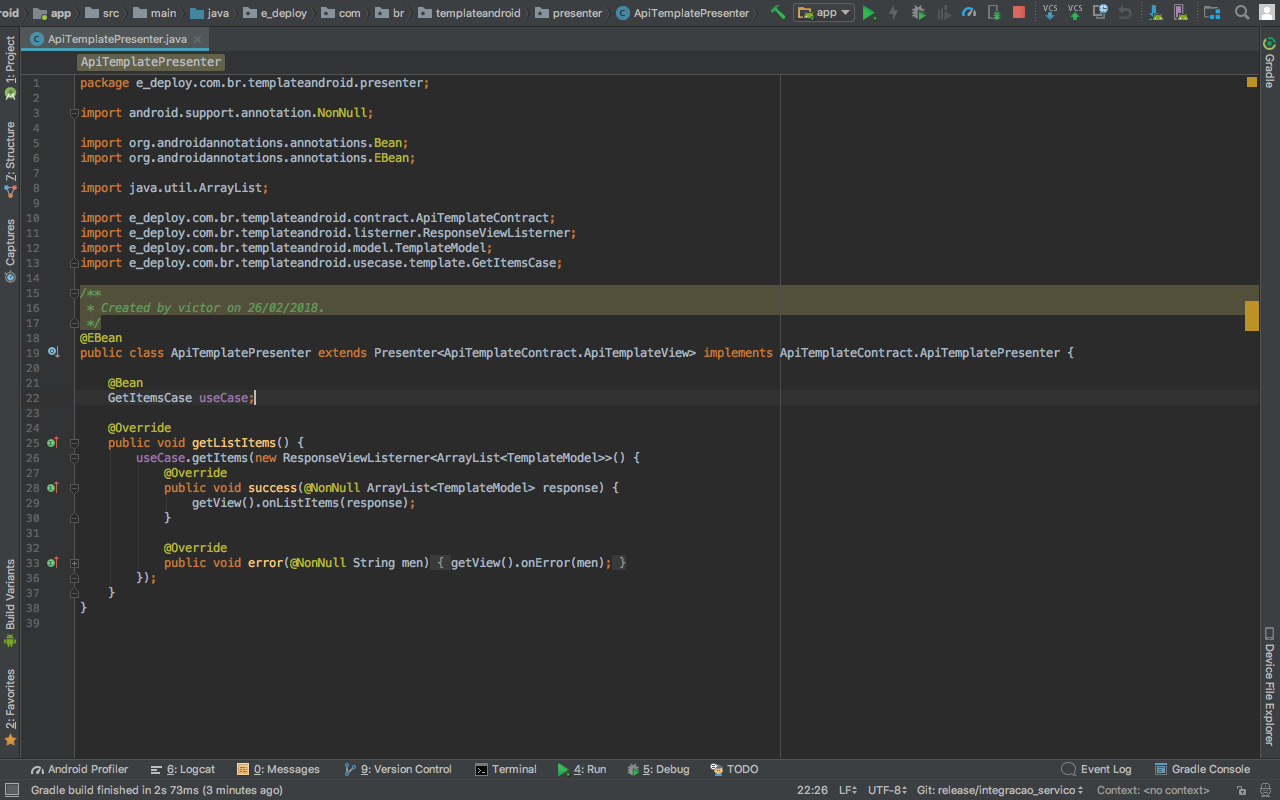 roid app src main java e_deploy com br templateandroid presenter ApiTemplatePresenter app VCS VCS
ApiTemplatePresenter.java
ApiTemplatePresenter
1: Project
7: Structure
Captures
Build Variants
2: Favorites
1 package e_deploy.com.br.templateandroid.presenter;
2
3 import android.support.annotation.NonNull;
4
5 import org.androidannotations.annotations.Bean;
6 import org.androidannotations.annotations.EBean;
7
8 import java.util.ArrayList;
9
10 import e_deploy.com.br.templateandroid.contract.ApiTemplateContract;
11 import e_deploy.com.br.templateandroid.listerner.ResponseViewListerner;
12 import e_deploy.com.br.templateandroid.model.TemplateModel;
13 import e_deploy.com.br.templateandroid.usecase.template.GetItemsCase;
14
15 /**
16 * Created by victor on 26/02/2018.
17 */
18 @EBean
19 public class ApiTemplatePresenter extends Presenter<ApiTemplateContract.ApiTemplateView> implements ApiTemplateContract.ApiTemplatePresenter {
20
21 @Bean
22 GetItemsCase useCase;
23
24 @Override
25 public void getListItems() {
26 useCase.getItems(new ResponseViewListerner<ArrayList<TemplateModel>>() {
27 @Override
28 public void success(@NonNull ArrayList<TemplateModel> response) {
29 getView().onListItems(response);
30 }
31
32 @Override
33 public void error(@NonNull String men) { getView().onError(men); }
36 });
37 }
38 }
39
Gradle
Device File Explorer
Android Profiler 6: Logcat 0: Messages 9: Version Control Terminal 4: Run 5: Debug TODO Event Log Gradle Console
Gradle build finished in 2s 73ms (3 minutes ago) 22:26 LF UTF-8 Git: release/integracao_servico Context: <no context>